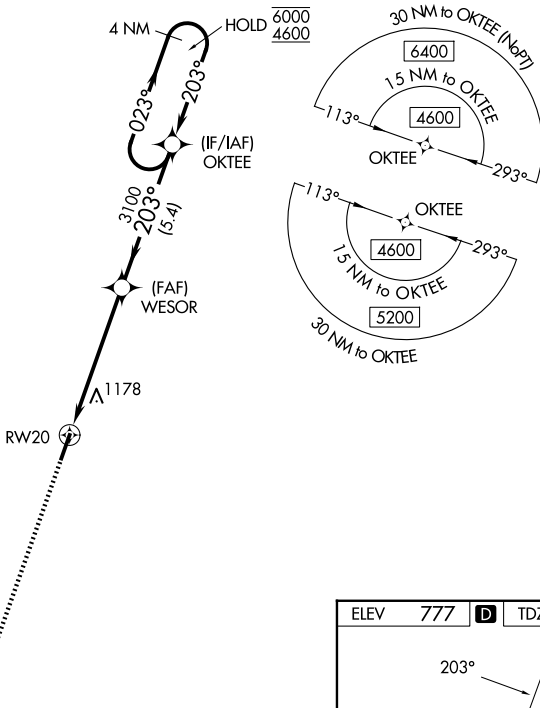 4 NM
HOLD 6000
4600
023°
203°
(IF/IAF)
OKTEE
3100
203°
(5.4)
(FAF)
WESOR
1178
RW20
30 NM to OKTEE (NoPT)
6400
15 NM to OKTEE
4600
113°
OKTEE
293°
113°
OKTEE
4600
293°
15 NM to OKTEE
5200
30 NM to OKTEE
ELEV 777 D TDZ
203°